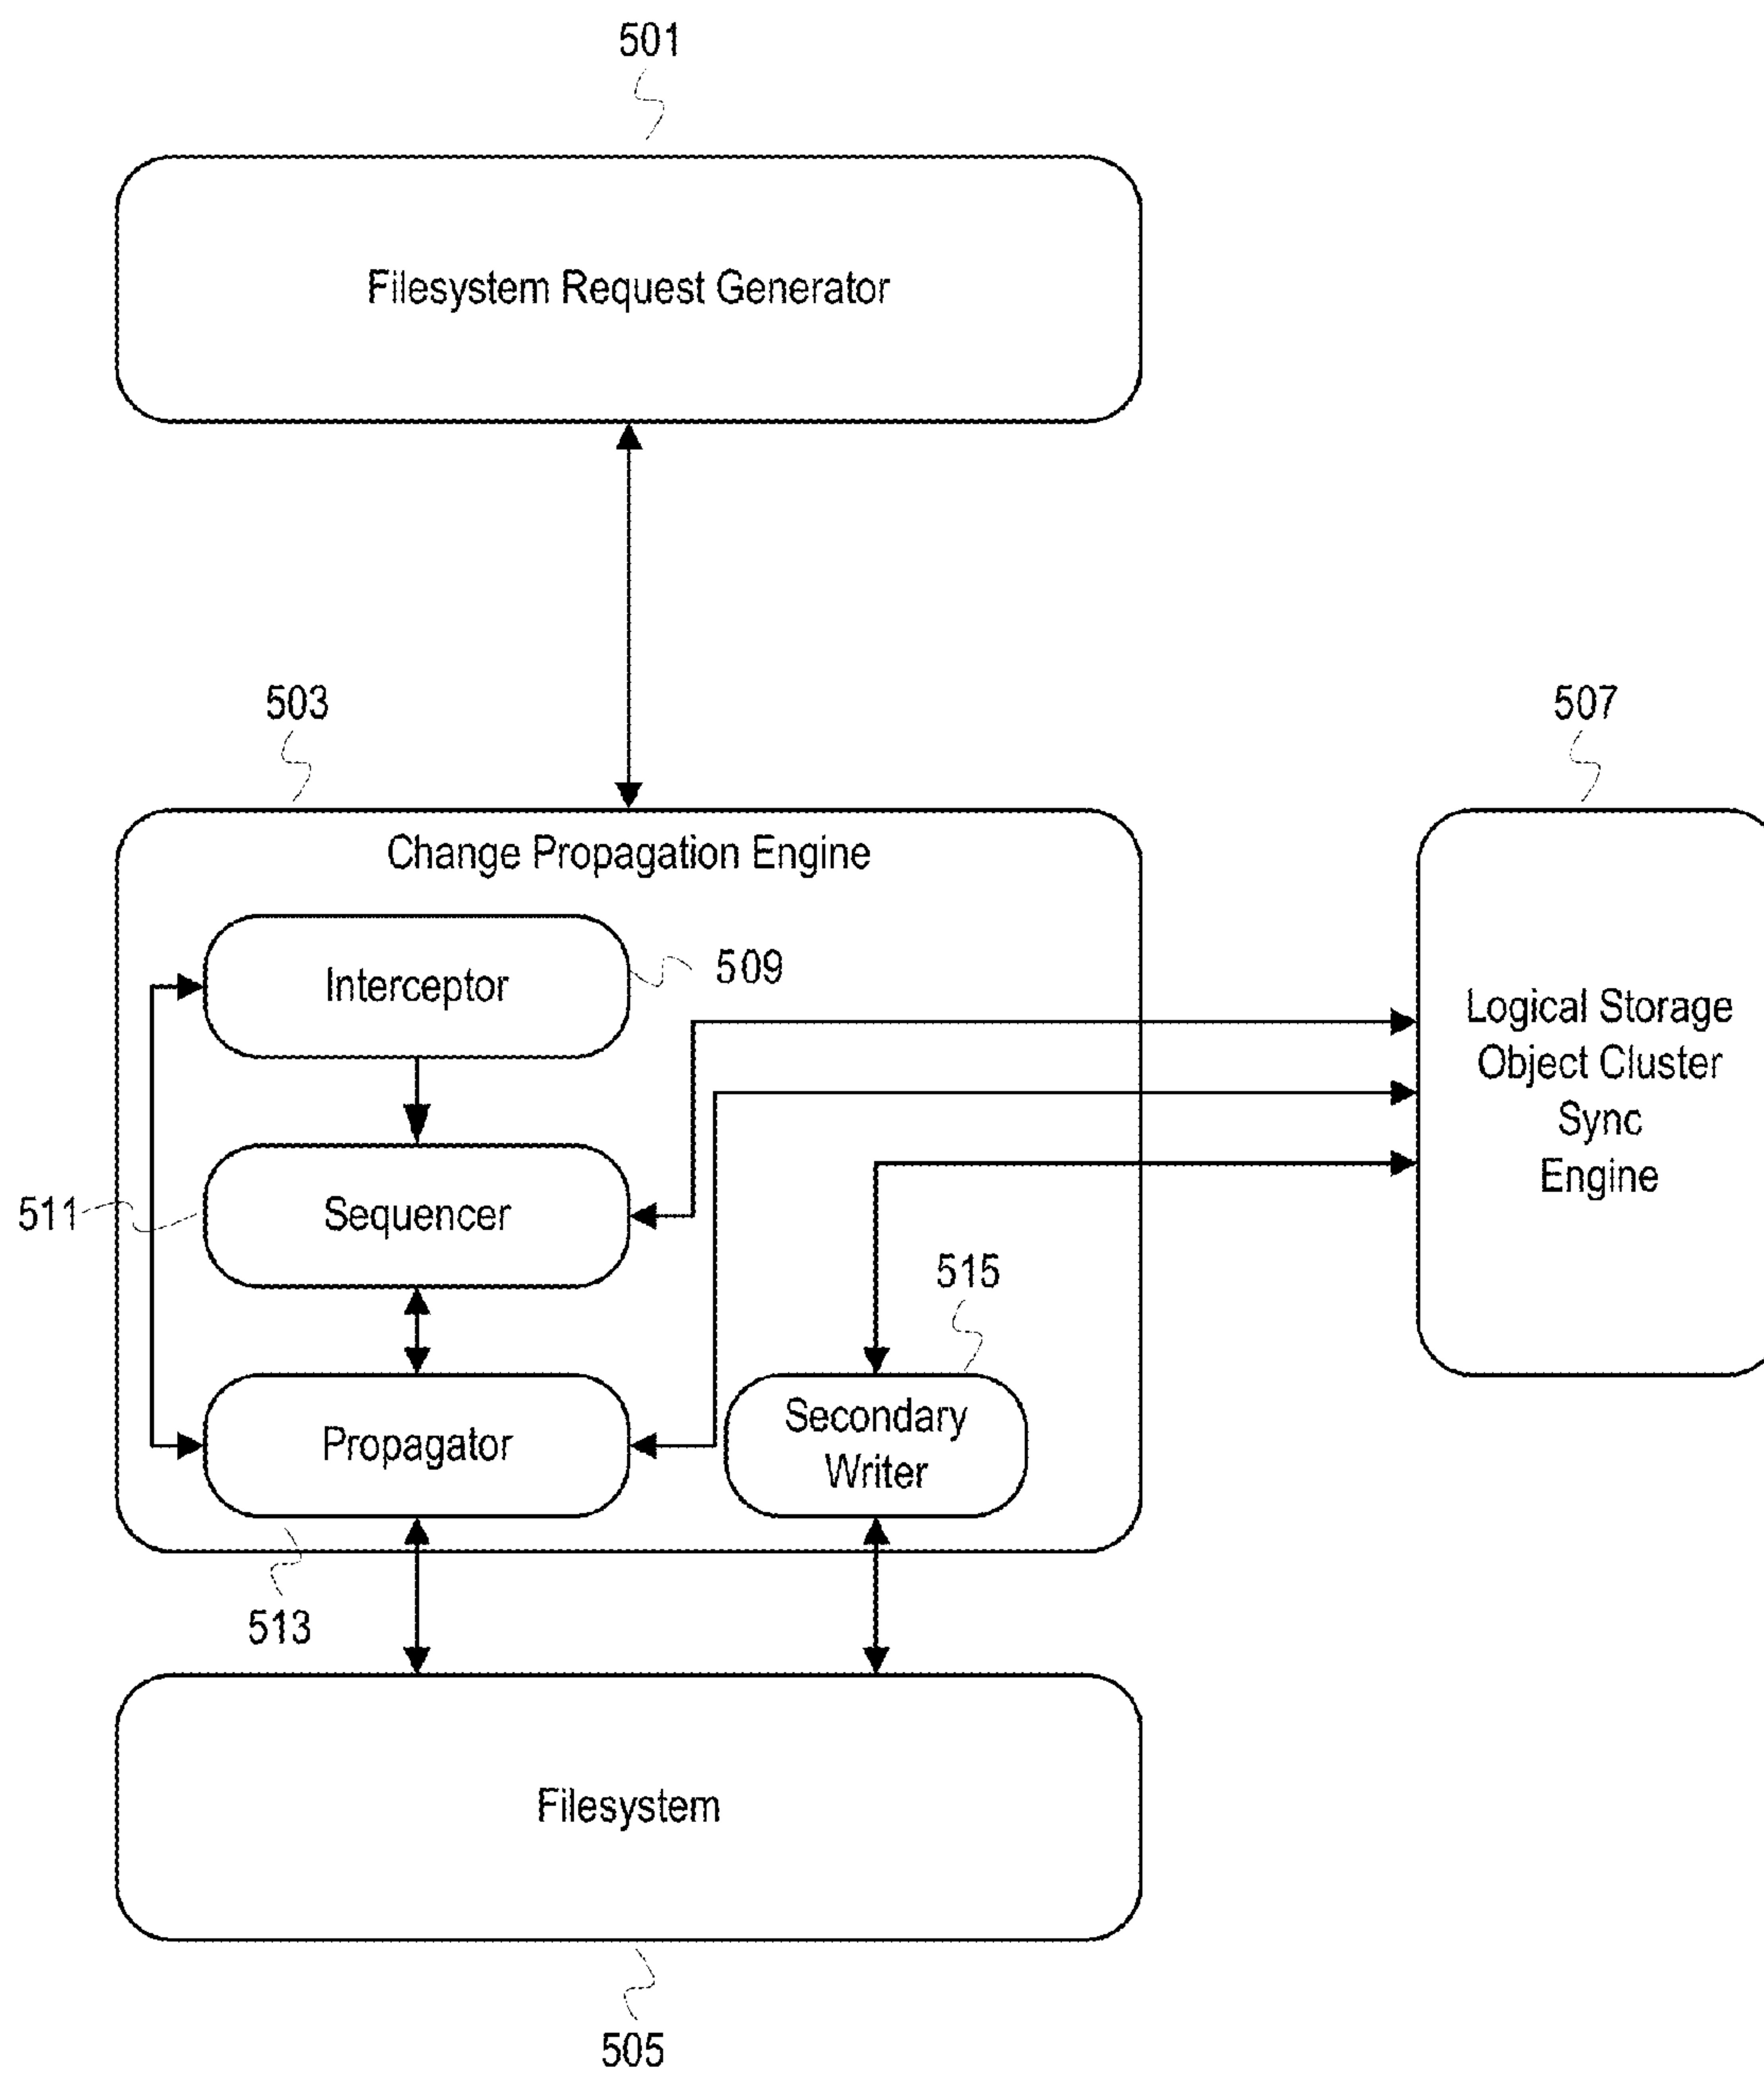 501
Filesystem Request Generator
503
507
Change Propagation Engine
Interceptor
509
Logical Storage
Object Cluster
Sync
Engine
511
Sequencer
515
Propagator
Secondary
Writer
513
Filesystem
505